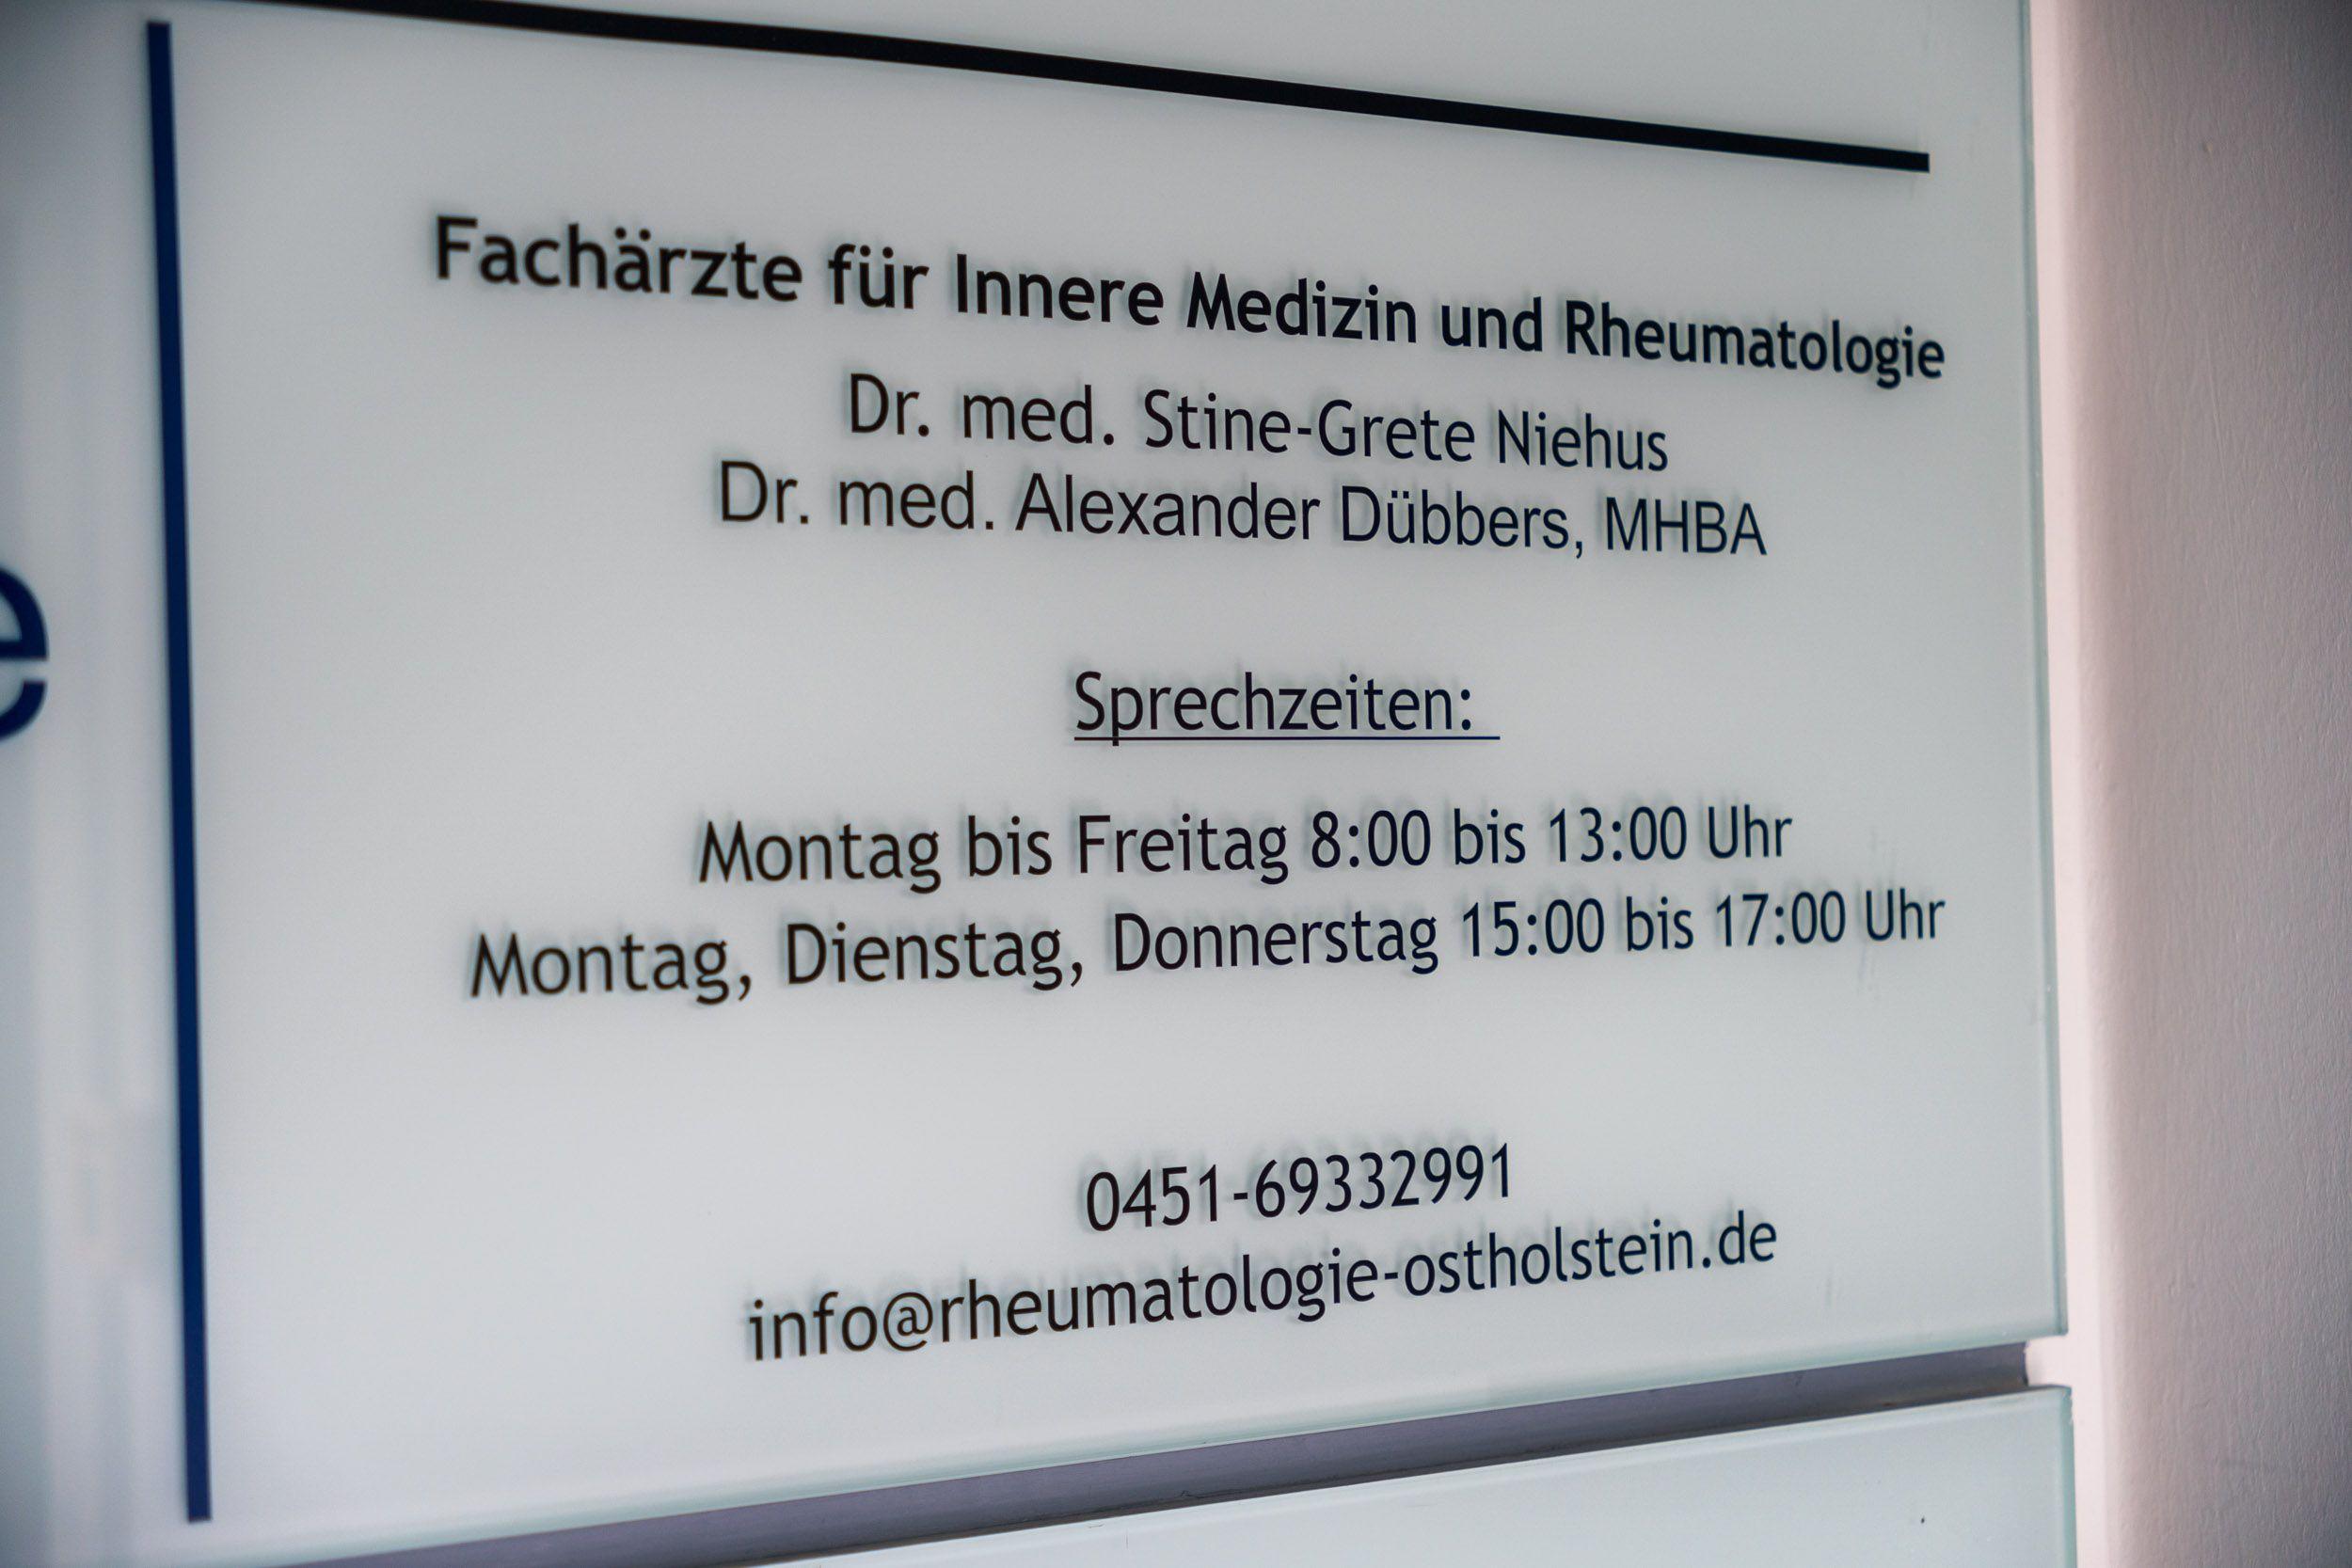 Fachärzte für Innere Medizin und Rheumatologie
Dr. med. Stine-Grete Niehus
Dr. med. Alexander Dübbers, MHBA
Sprechzeiten:
Montag bis Freitag 8:00 bis 13:00 Uhr
Montag, Dienstag, Donnerstag 15:00 bis 17:00 Uhr
0451-69332991
info@rheumatologie-ostholstein.de